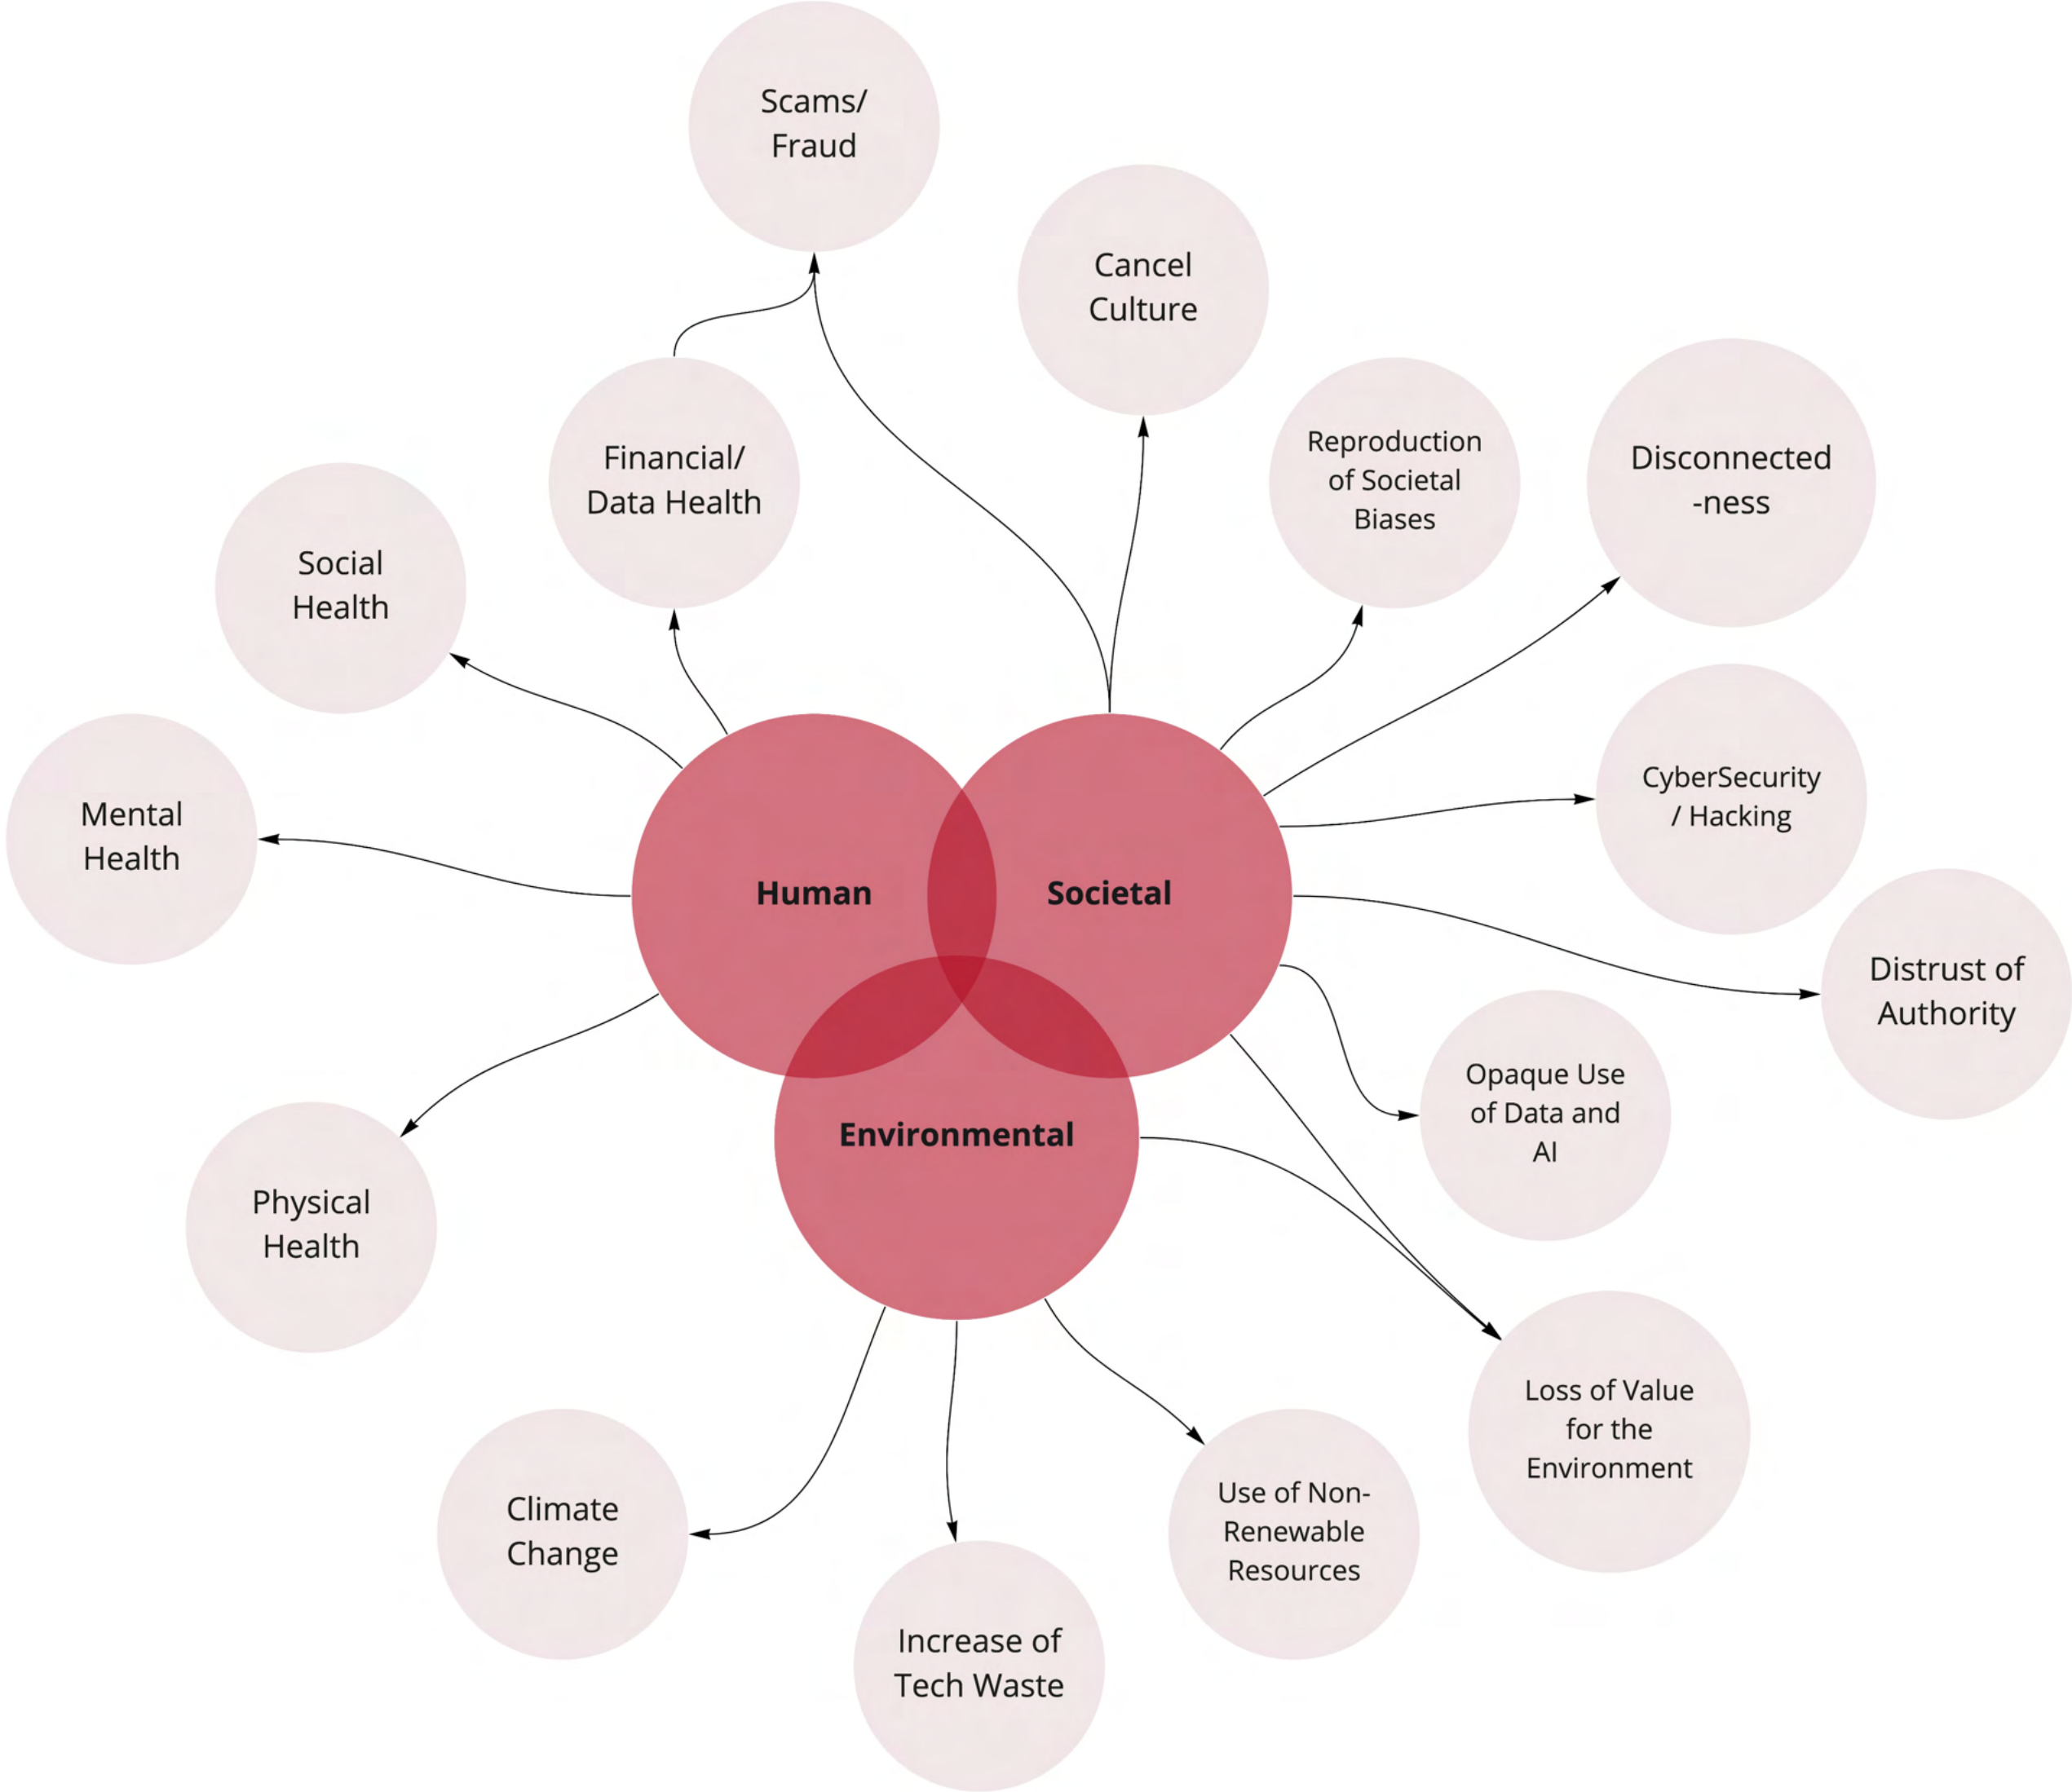 Scams/
Fraud
Cancel
Culture
Reproduction
of Societal
Biases
Disconnected
-ness
Financial/
Data Health
Social
Health
Mental
Health
CyberSecurity
/ Hacking
Human
Societal
Distrust of
Authority
Opaque Use
of Data and
AI
Environmental
Physical
Health
Loss of Value
for the
Environment
Climate
Change
Use of Non-
Renewable
Resources
Increase of
Tech Waste